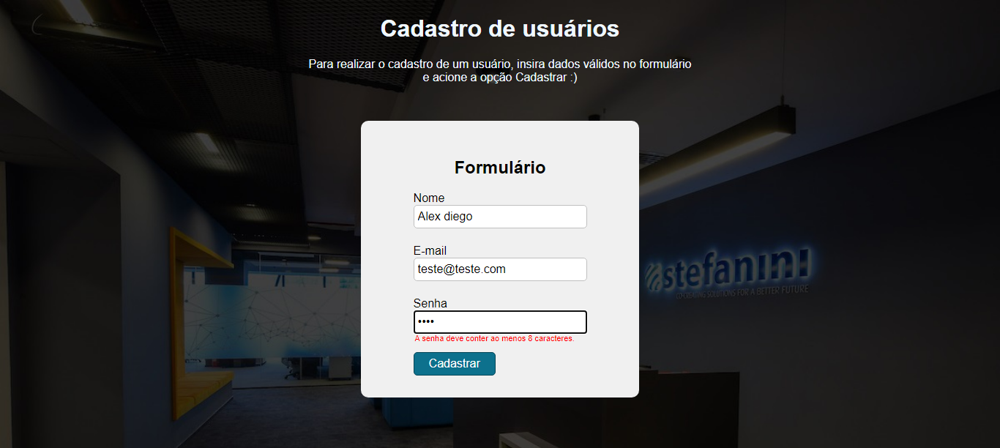 Cadastro de usuários
Para realizar o cadastro de um usuário, insira dados válidos no formulário
e acione a opção Cadastrar :)
Formulário
Nome
Alex diego
E-mail
teste@teste.com
stefanini
CO-CREATING SOLUTIONS FOR A BETTER FUTURE
Senha
••••
A senha deve conter ao menos 8 caracteres.
Cadastrar